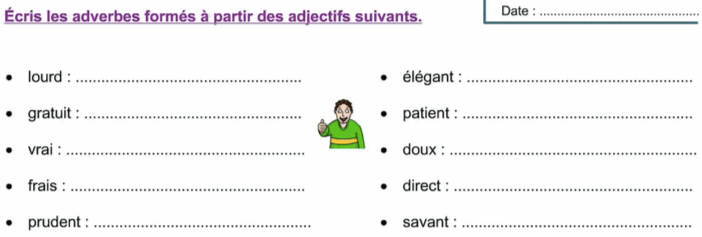 Écris les adverbes formés à partir des adjectifs suivants.
Date : ........................................
lourd : ........................................................
élégant : ........................................................
gratuit : ......................................................
patient : .........................................................
vrai : ...........................................................
doux : .............................................................
frais : ..........................................................
direct : ...........................................................
prudent : ......................................................
savant : .........................................................